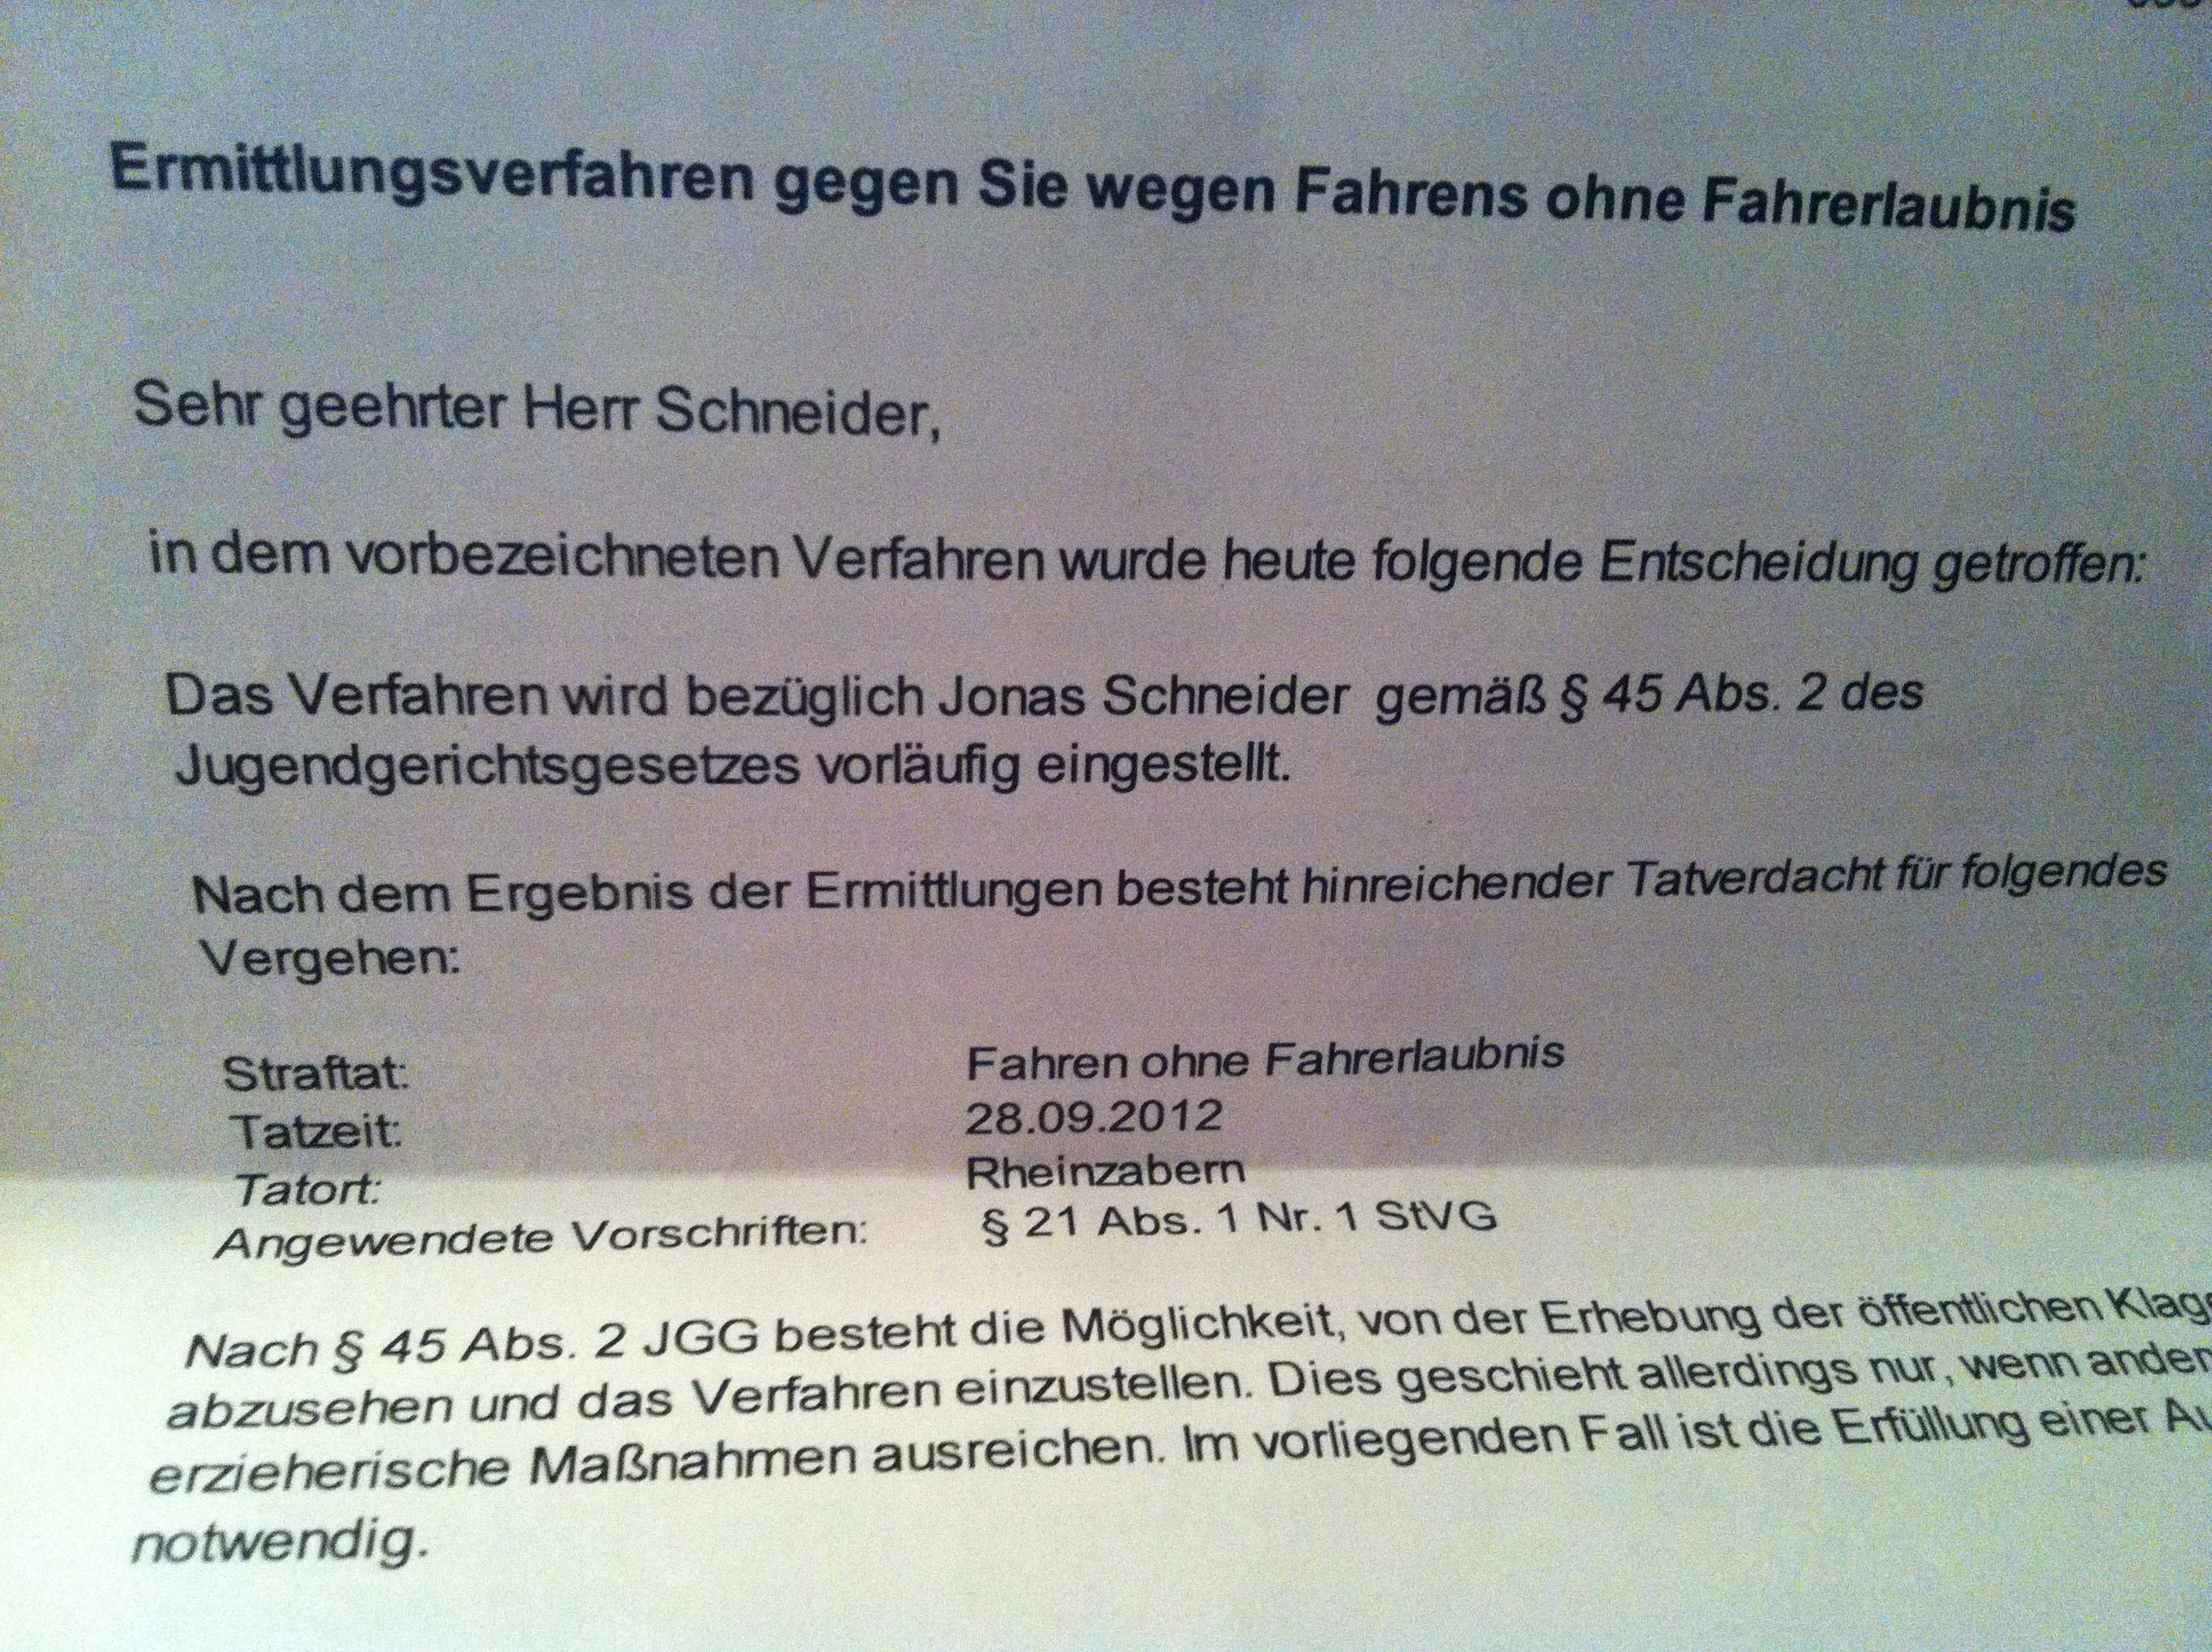 Ermittlungsverfahren gegen Sie wegen Fahrens ohne Fahrerlaubnis
Sehr geehrter Herr Schneider,
in dem vorbezeichneten Verfahren wurde heute folgende Entscheidung getroffen:
Das Verfahren wird bezüglich Jonas Schneider gemäß § 45 Abs. 2 des
Jugendgerichtsgesetzes vorläufig eingestellt.
Nach dem Ergebnis der Ermittlungen besteht hinreichender Tatverdacht für folgendes
Vergehen:
Straftat: Fahren ohne Fahrerlaubnis
Tatzeit: 28.09.2012
Tatort: Rheinzabern
Angewendete Vorschriften: § 21 Abs. 1 Nr. 1 StVG
Nach § 45 Abs. 2 JGG besteht die Möglichkeit, von der Erhebung der öffentlichen
abzusehen und das Verfahren einzustellen. Dies geschieht allerdings nur, wenn
erzieherische Maßnahmen ausreichen. Im vorliegenden Fall ist die Erfüllung einer
notwendig.